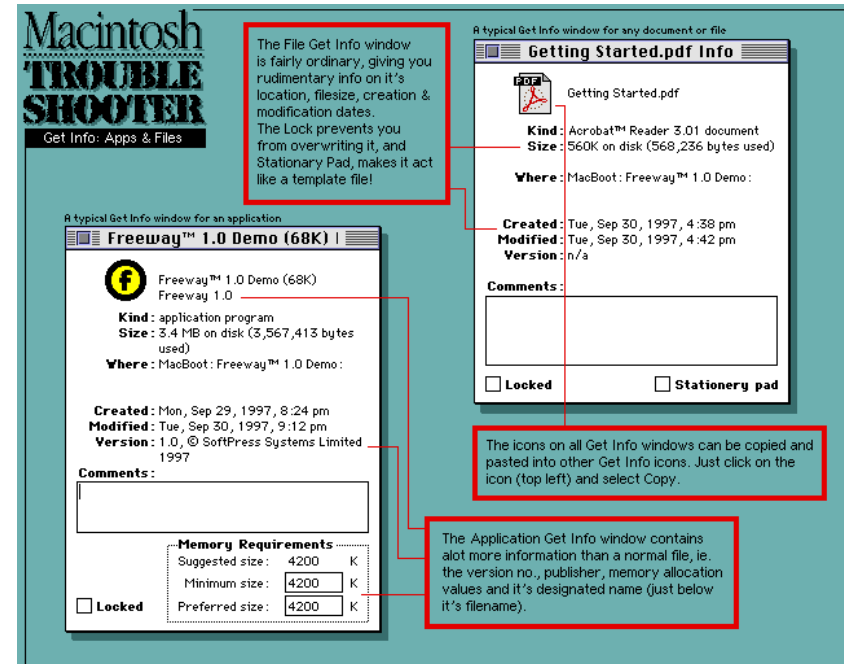 Macintosh
TROUBLE
SHOOTER
Get Info: Apps & Files
The File Get Info window
is fairly ordinary, giving you
rudimentary info on it's
location, filesize, creation &
modification dates.
The Lock prevents you
from overwriting it, and
Stationary Pad, makes it act
like a template file!
A typical Get Info window for any document or file
Getting Started.pdf Info
PDF
Getting Started.pdf
Kind: Acrobat™ Reader 3.01 document
Size: 560K on disk (568,236 bytes used)
Where: MacBoot: Freeway™ 1.0 Demo:
Created: Tue, Sep 30, 1997, 4:38 pm
Modified: Tue, Sep 30, 1997, 4:42 pm
Version: n/a
Comments:
Locked
Stationery pad
A typical Get Info window for an application
Freeway™ 1.0 Demo (68K) I
f
Freeway™ 1.0 Demo (68K)
Freeway 1.0
Kind: application program
Size: 3.4 MB on disk (3,567,413 bytes
used)
Where: MacBoot: Freeway™ 1.0 Demo:
Created: Mon, Sep 29, 1997, 8:24 pm
Modified: Tue, Sep 30, 1997, 9:12 pm
Version: 1.0, © SoftPress Systems Limited
1997
Comments:
Memory Requirements
Suggested size: 4200 K
Minimum size: 4200 K
Preferred size: 4200 K
Locked
The icons on all Get Info windows can be copied and
pasted into other Get Info icons. Just click on the
icon (top left) and select Copy.
The Application Get Info window contains
alot more information than a normal file, ie.
the version no., publisher, memory allocation
values and it's designated name (just below
it's filename).